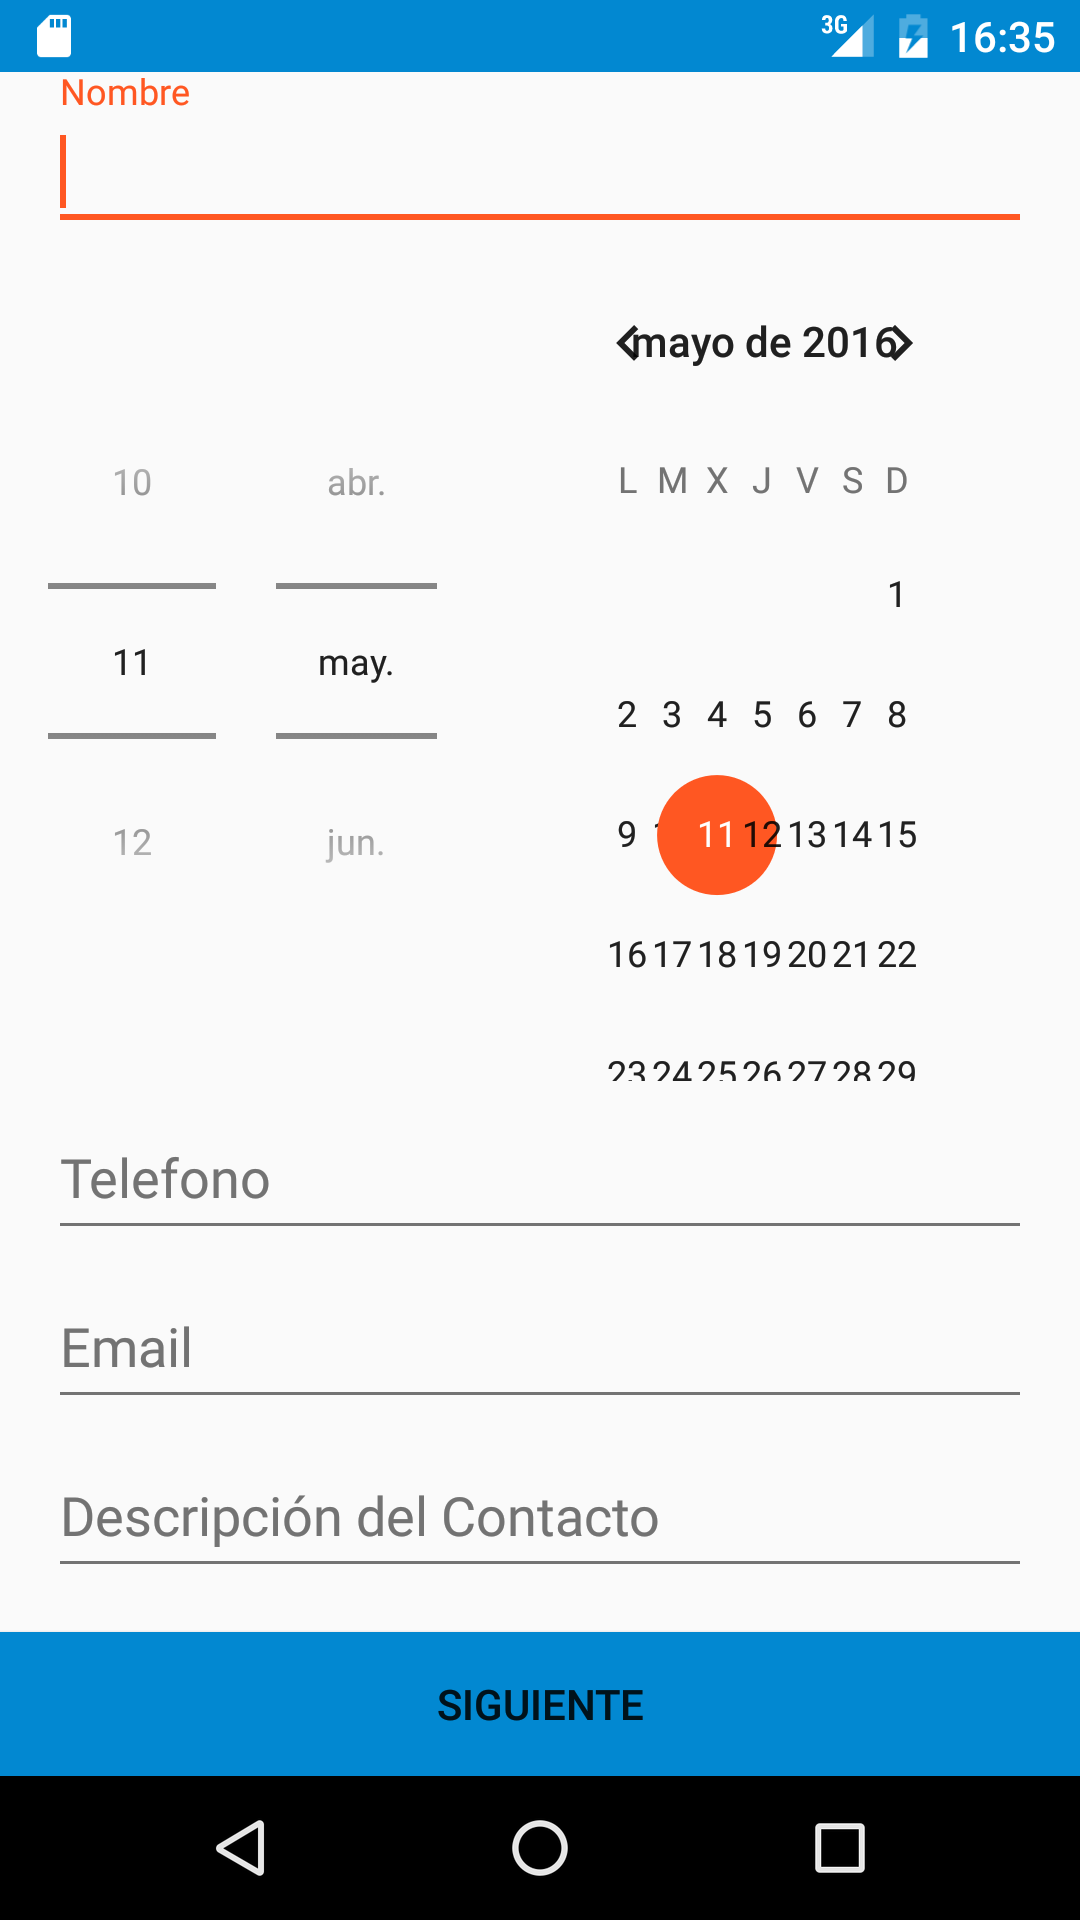 3G 16:35
Nombre
mayo de 2016
10 abr.
L M X J V S D
1
11 may.
2 3 4 5 6 7 8
9 11 12 13 14 15
12 jun.
16 17 18 19 20 21 22
23 24 25 26 27 28 29
Telefono
Email
Descripción del Contacto
SIGUIENTE